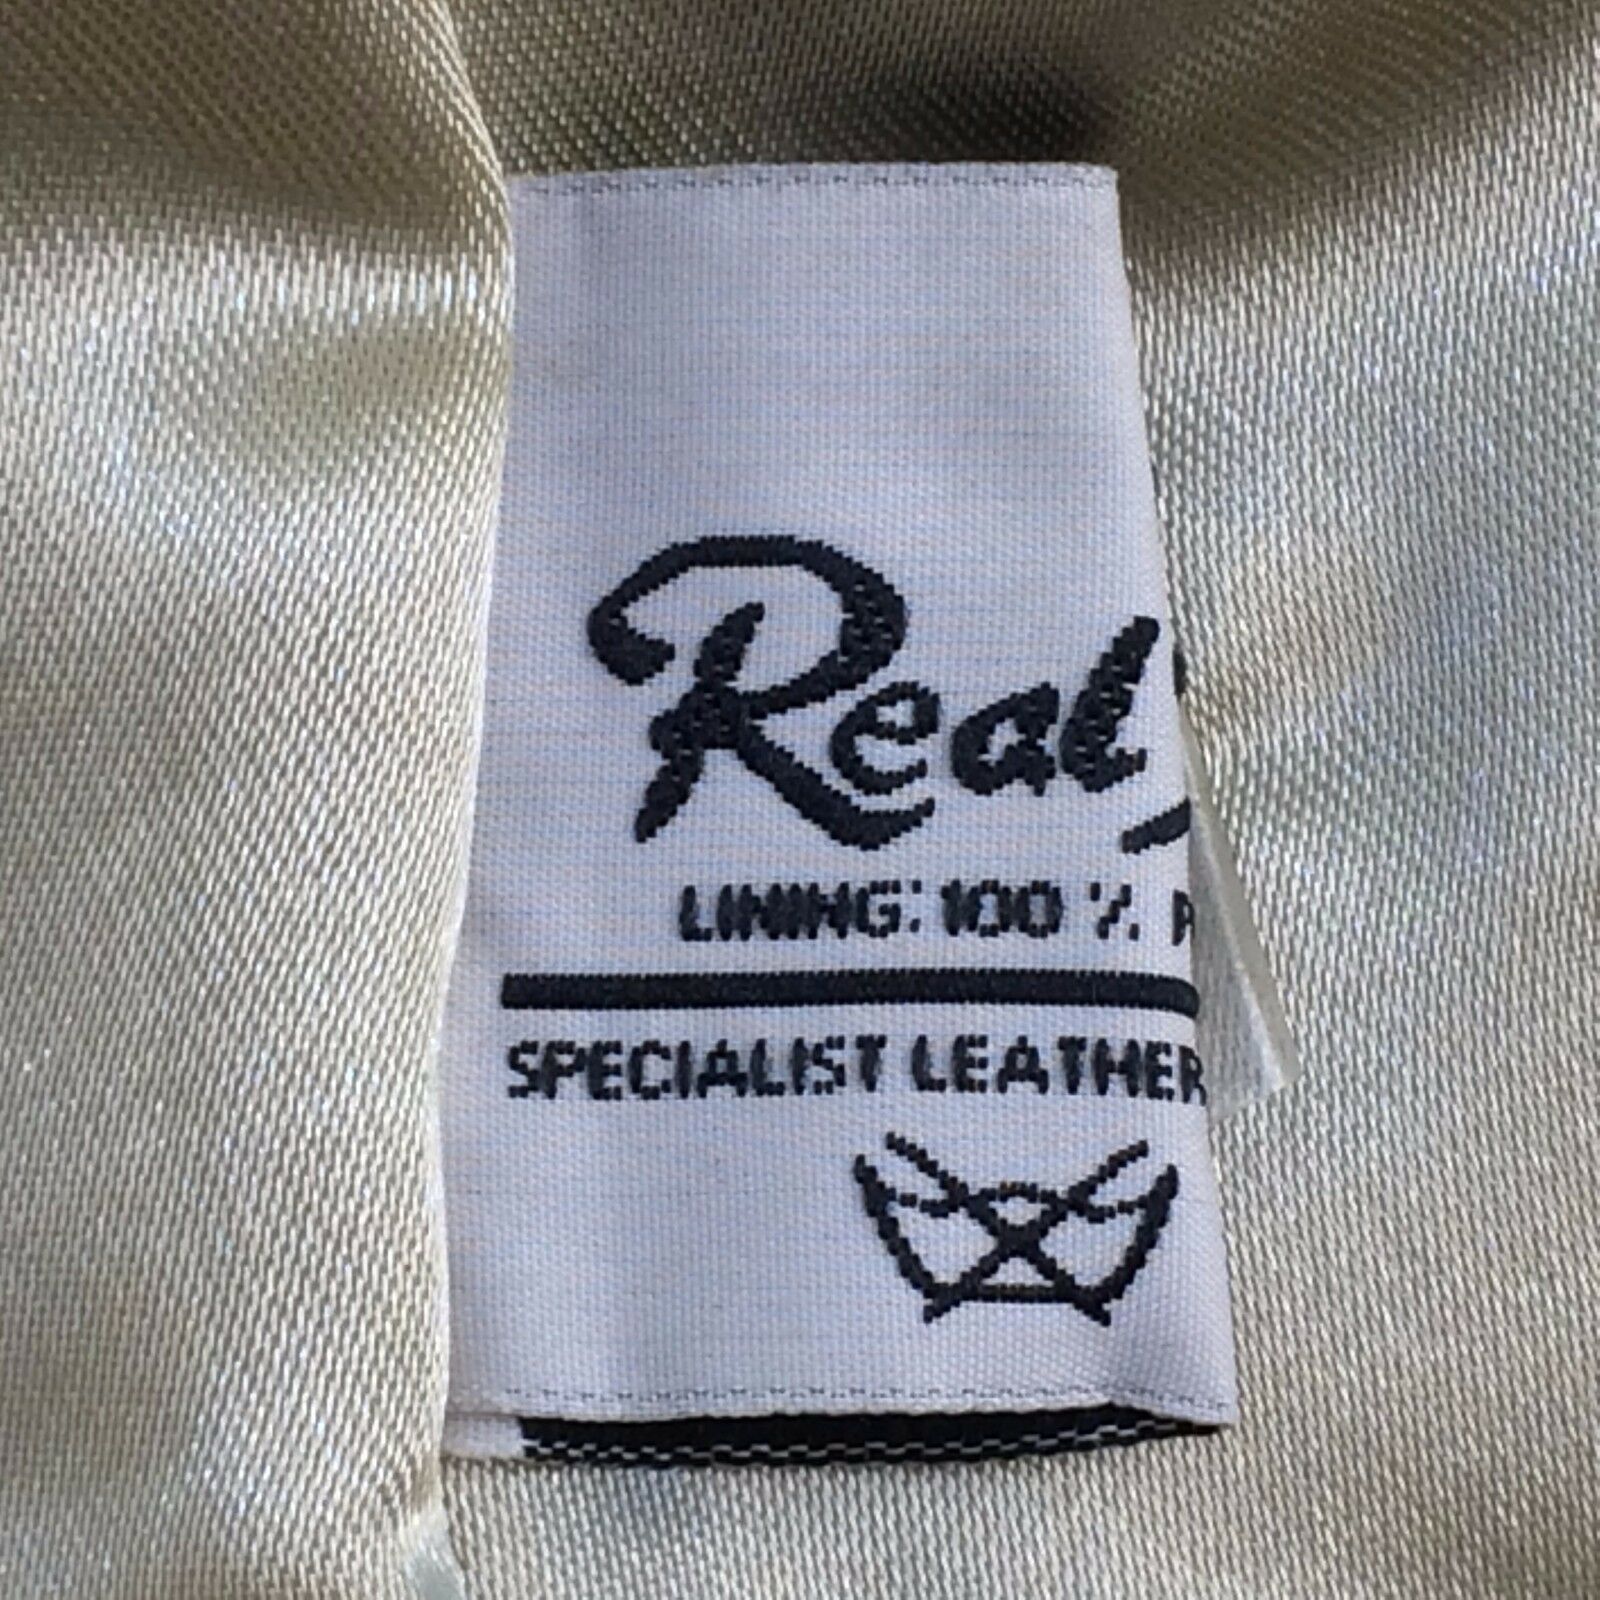 Real
LINING: 100 %
SPECIALIST LEATHER